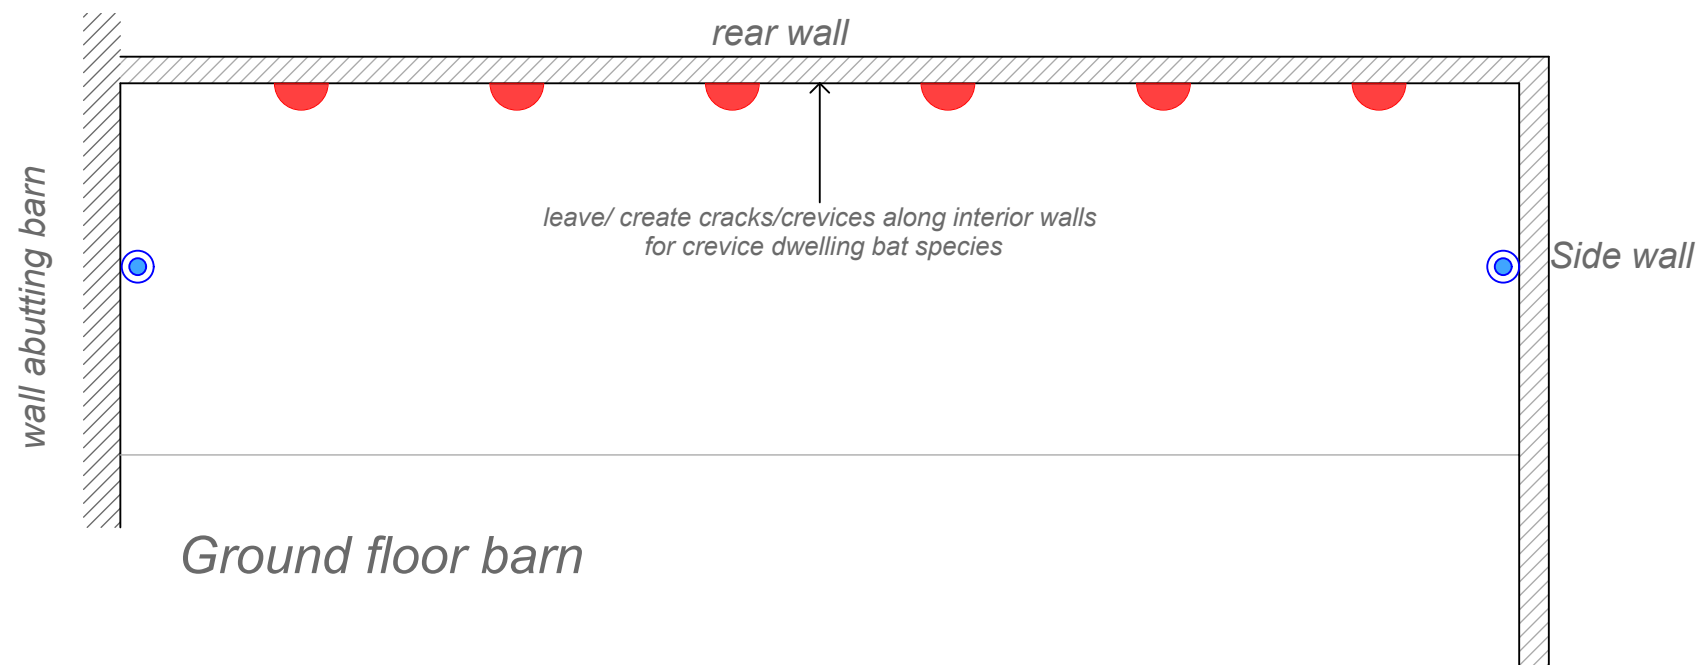 rear wall
wall abutting barn
leave/ create cracks/crevices along interior walls
for crevice dwelling bat species
Side wall
Ground floor barn